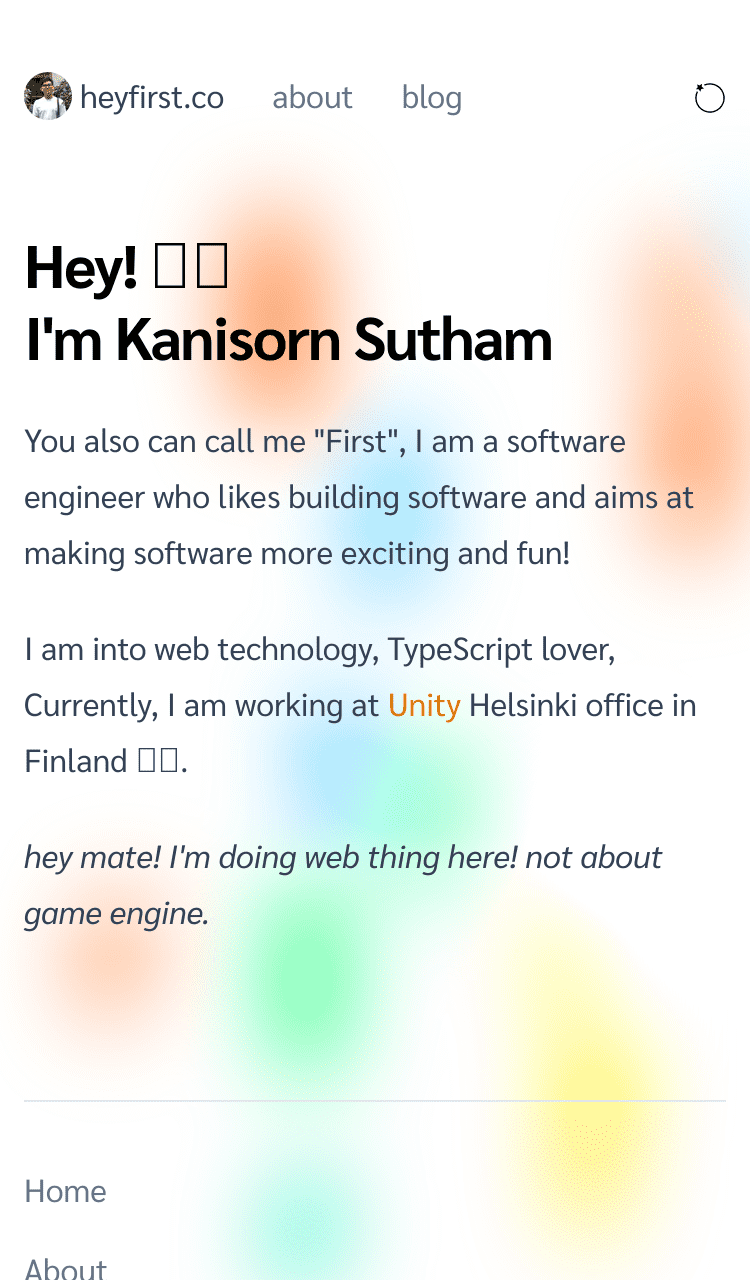 heyfirst.co about blog
Hey! 
I'm Kanisorn Sutham
You also can call me "First", I am a software
engineer who likes building software and aims at
making software more exciting and fun!
I am into web technology, TypeScript lover,
Currently, I am working at Unity Helsinki office in
Finland .
hey mate! I'm doing web thing here! not about
game engine.
Home
About